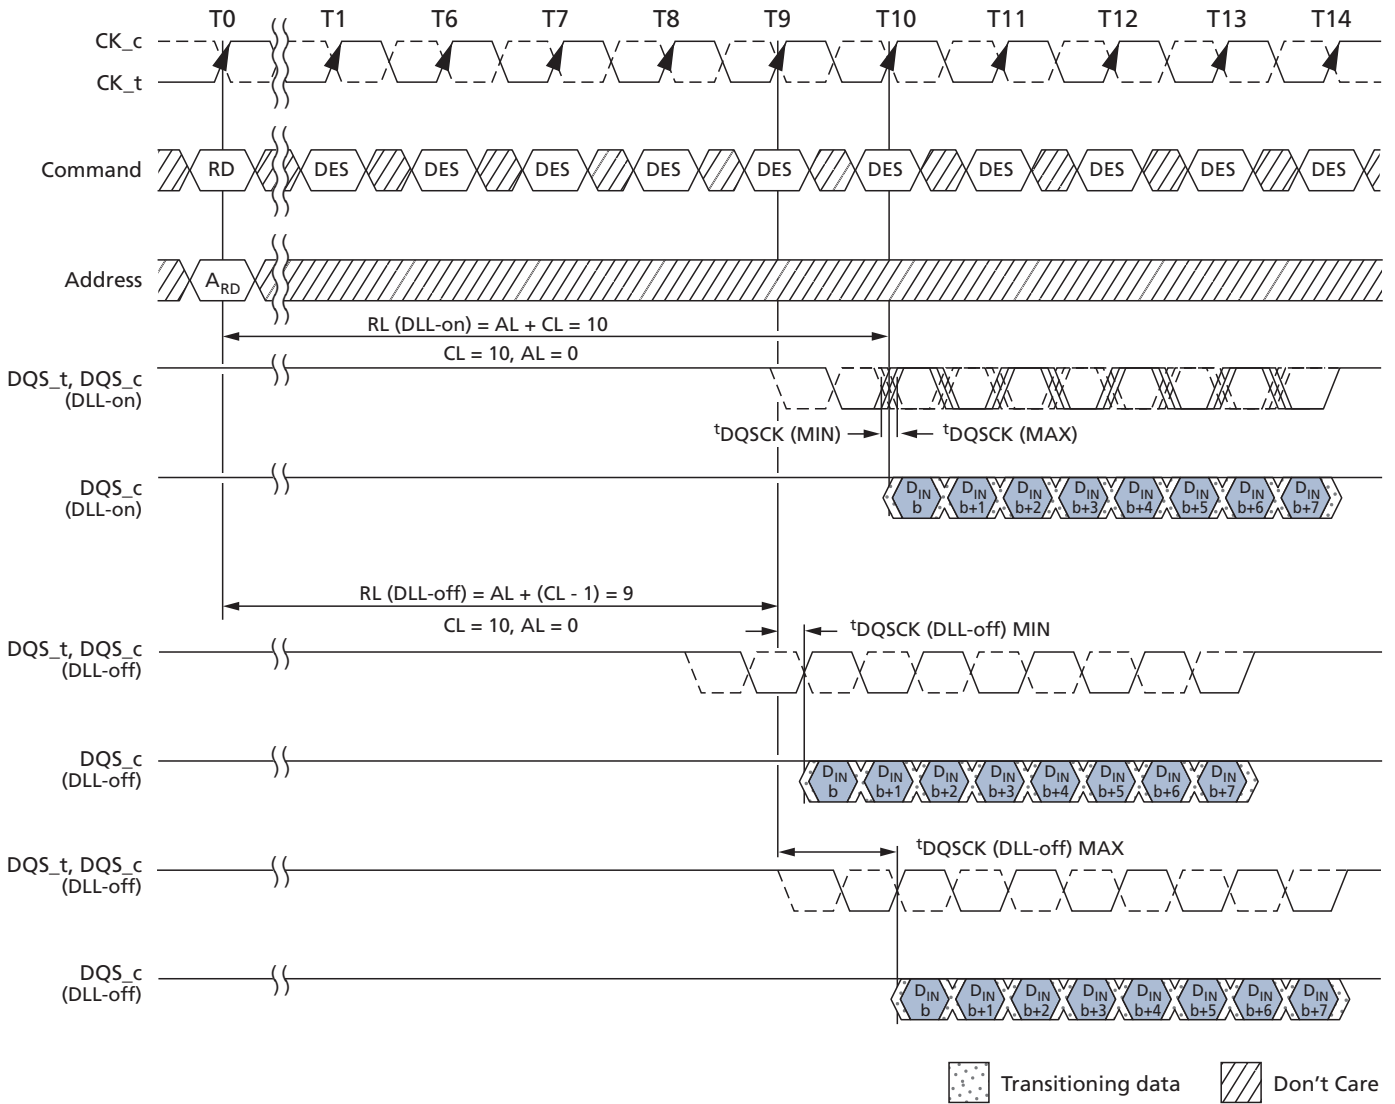 T0 T1 T6 T7 T8 T9 T10 T11 T12 T13 T14
CK_c
CK_t
Command RD DES DES DES DES DES DES DES DES DES DES
Address ARD
RL (DLL-on) = AL + CL = 10
CL = 10, AL = 0
DQS_t, DQS_c
(DLL-on)
tDQSCK (MIN) tDQSCK (MAX)
DQS_c
(DLL-on)
DIN DIN DIN DIN DIN DIN DIN DIN
b b+1 b+2 b+3 b+4 b+5 b+6 b+7
RL (DLL-off) = AL + (CL - 1) = 9
CL = 10, AL = 0
tDQSCK (DLL-off) MIN
DQS_t, DQS_c
(DLL-off)
DQS_c
(DLL-off)
DIN DIN DIN DIN DIN DIN DIN DIN
b b+1 b+2 b+3 b+4 b+5 b+6 b+7
tDQSCK (DLL-off) MAX
DQS_t, DQS_c
(DLL-off)
DQS_c
(DLL-off)
DIN DIN DIN DIN DIN DIN DIN DIN
b b+1 b+2 b+3 b+4 b+5 b+6 b+7
Transitioning data Don't Care